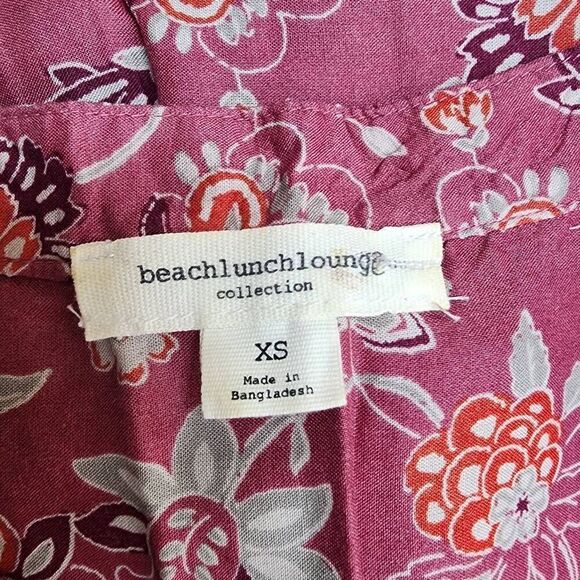 beachlunchlounge
collection
XS
Made in
Bangladesh